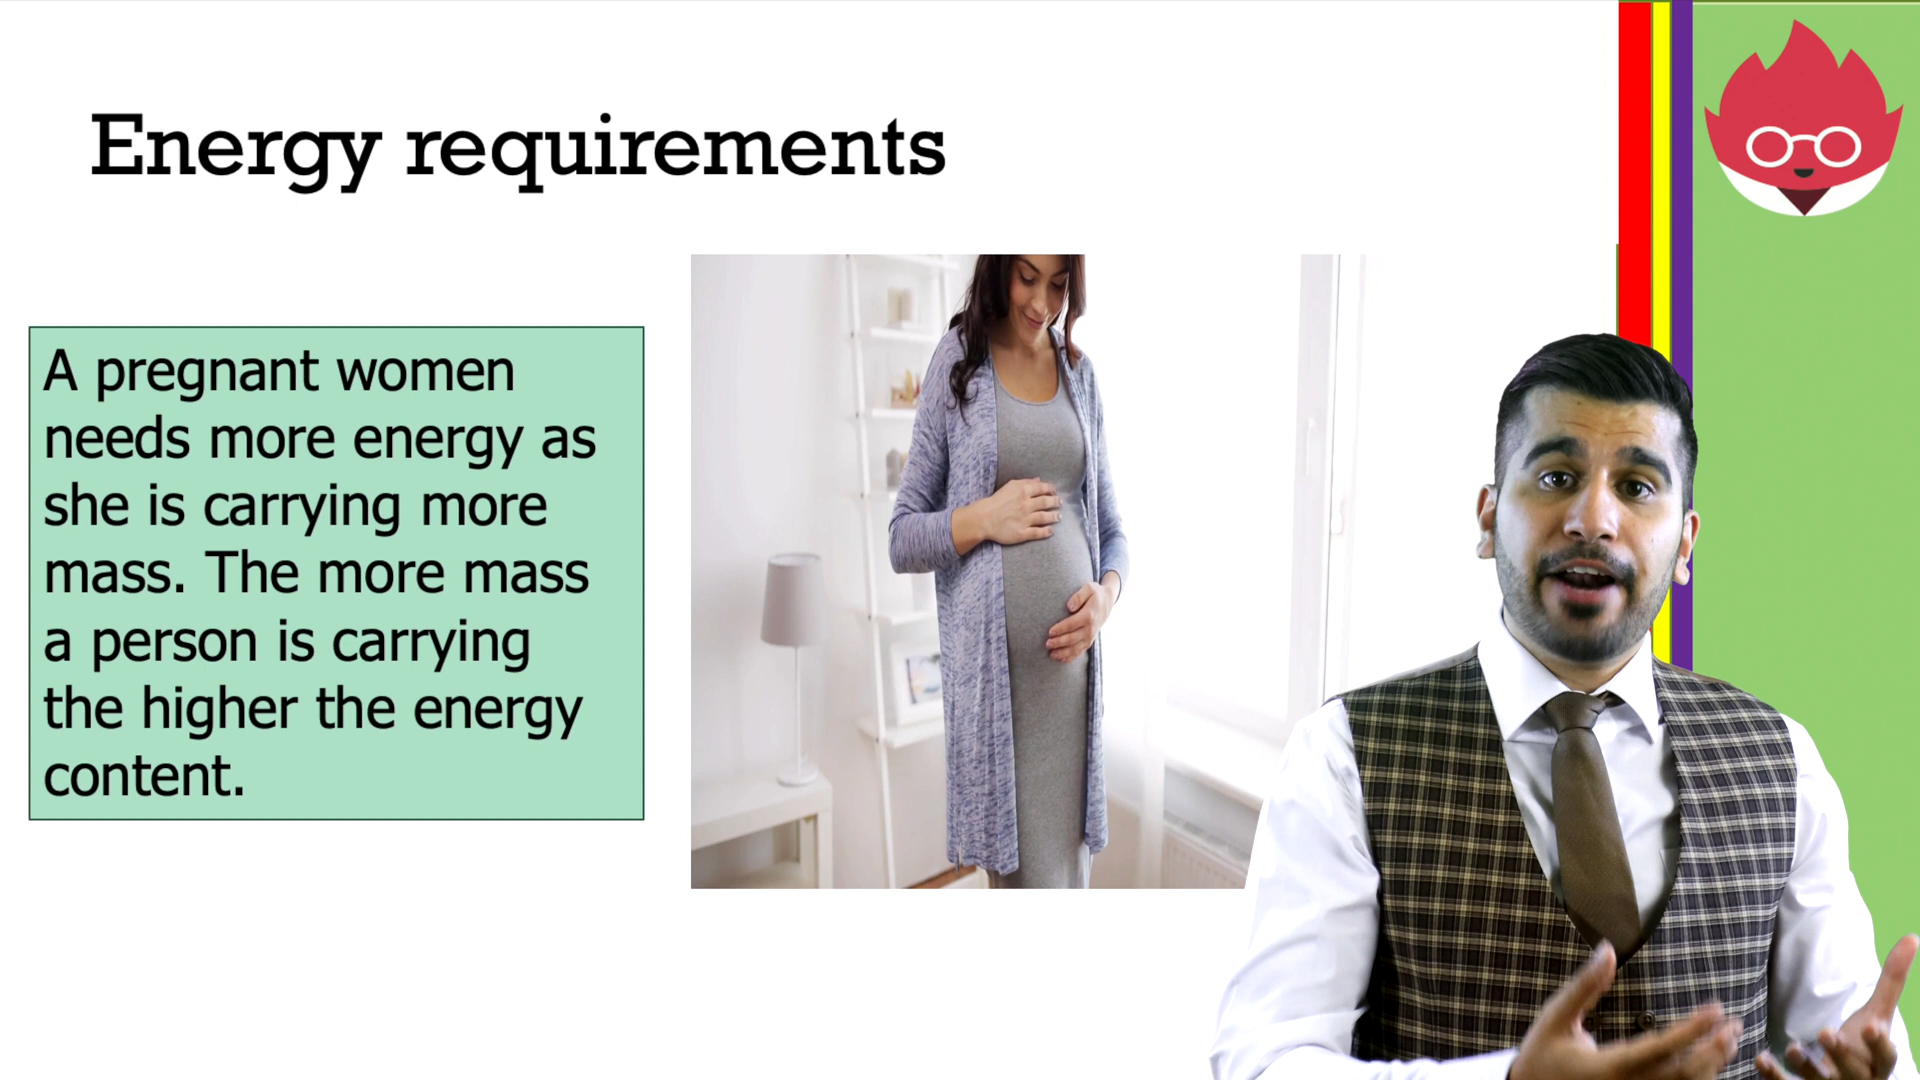 Energy requirements
A pregnant women
needs more energy as
she is carrying more
mass. The more mass
a person is carrying
the higher the energy
content.